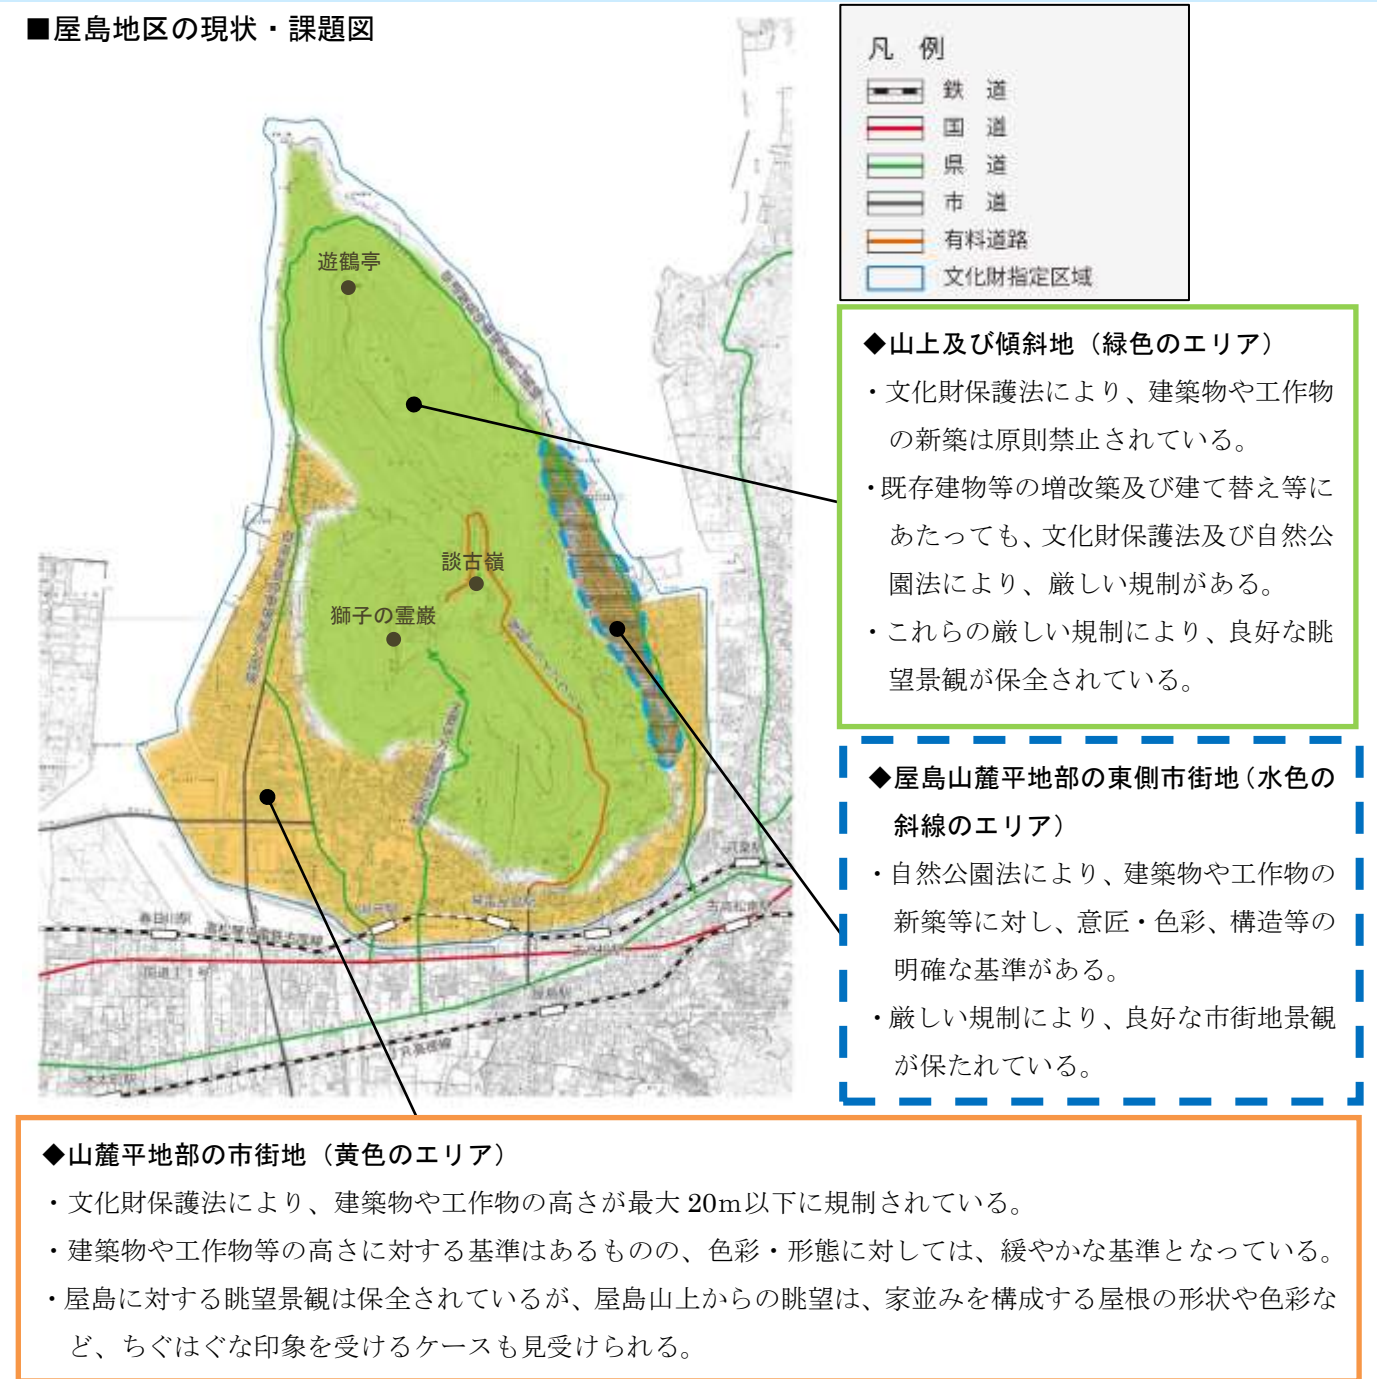 ■屋島地区の現状・課題図
凡 例
鉄 道
国 道
県 道
市 道
有料道路
文化財指定区域
遊鶴亭
談古嶺
獅子の霊巌
春日川駅
国道11号
屋島駅
古高松南駅
◆山上及び傾斜地（緑色のエリア）
・文化財保護法により、建築物や工作物
の新築は原則禁止されている。
・既存建物等の増改築及び建て替え等に
あたっても、文化財保護法及び自然公
園法により、厳しい規制がある。
・これらの厳しい規制により、良好な眺
望景観が保全されている。
◆屋島山麓平地部の東側市街地（水色の
斜線のエリア）
・自然公園法により、建築物や工作物の
新築等に対し、意匠・色彩、構造等の
明確な基準がある。
・厳しい規制により、良好な市街地景観
が保たれている。
◆山麓平地部の市街地（黄色のエリア）
・文化財保護法により、建築物や工作物の高さが最大 20m以下に規制されている。
・建築物や工作物等の高さに対する基準はあるものの、色彩・形態に対しては、緩やかな基準となっている。
・屋島に対する眺望景観は保全されているが、屋島山上からの眺望は、家並みを構成する屋根の形状や色彩な
ど、ちぐはぐな印象を受けるケースも見受けられる。